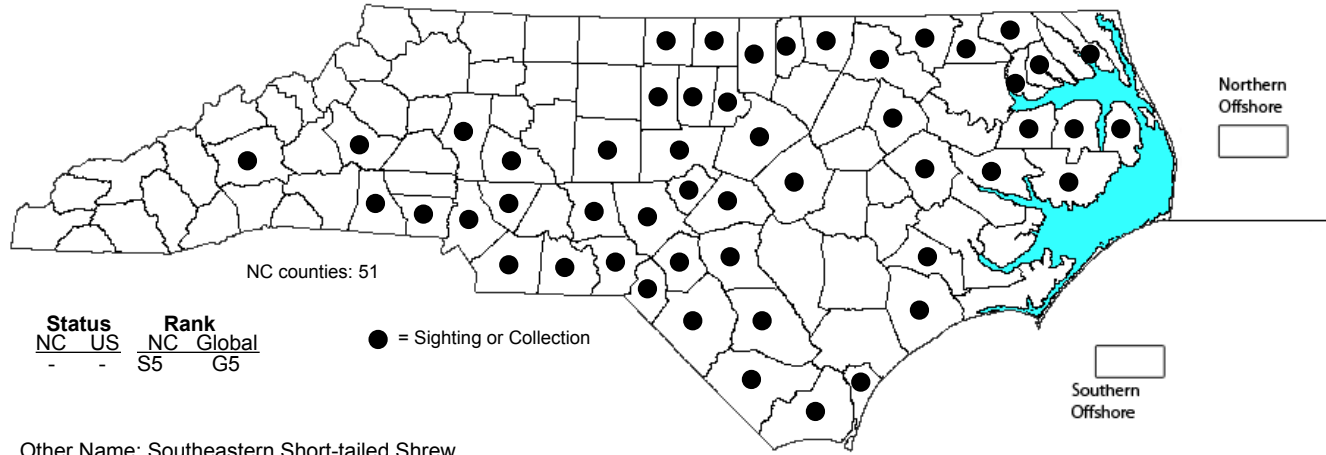 Northern
Offshore
NC counties: 51
Status Rank
NC US NC Global
- - S5 G5
= Sighting or Collection
Southern
Offshore
Other Name: Southeastern Short-tailed Shrew